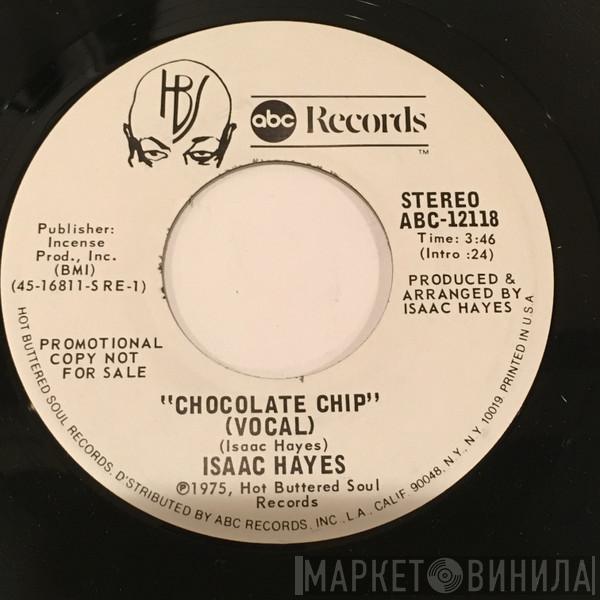 HBS
abc Records
TM
STEREO
ABC-12118
Time: 3:46
(Intro :24)
PRODUCED &
ARRANGED BY
ISAAC HAYES
Publisher:
Incense
Prod., Inc.
(BMI)
(45-16811-S RE-1)
PROMOTIONAL
COPY NOT
FOR SALE
"CHOCOLATE CHIP"
(VOCAL)
(Isaac Hayes)
ISAAC HAYES
℗1975, Hot Buttered Soul
Records
HOT BUTTERED SOUL RECORDS. D'STRIBUTED BY ABC RECORDS, INC., L.A., CALIF. 90048, N.Y., N.Y. 10019. PRINTED IN U.S.A.
МАРКЕТ ВИНИЛА